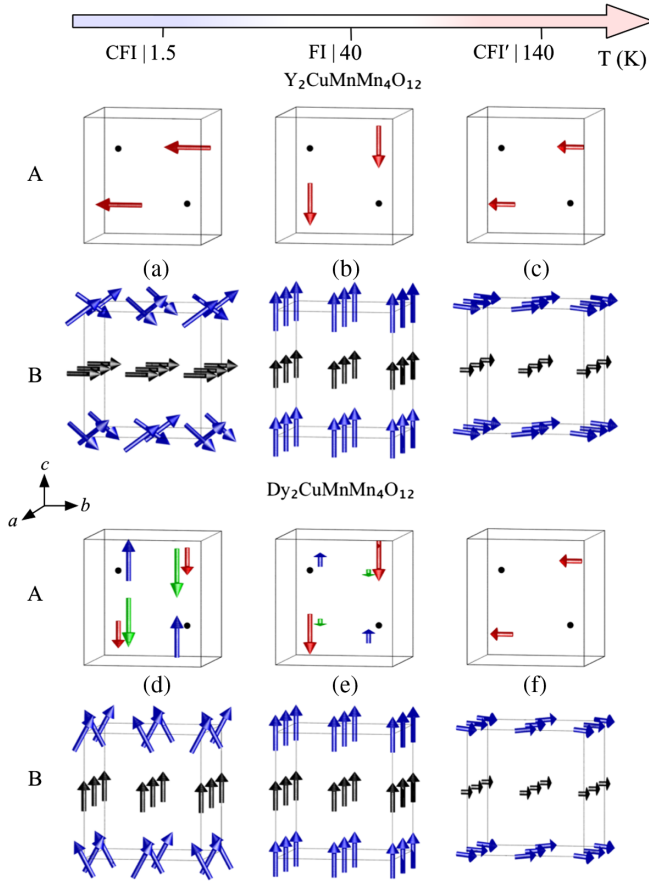 CFI | 1.5 FI | 40 CFI′ | 140 T (K)
Y₂CuMnMn₄O₁₂
A
(a) (b) (c)
B
c
a b
Dy₂CuMnMn₄O₁₂
A
(d) (e) (f)
B